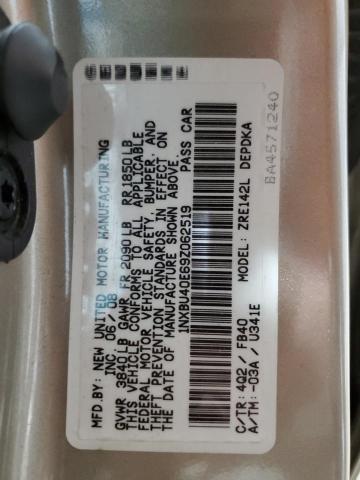 MFD.BY: NEW UNITED MOTOR MANUFACTURING
INC. 05/08
GVWR 3840LB GAWR FR 2090LB RR1850LB
THIS VEHICLE CONFORMS TO ALL APPLICABLE
FEDERAL MOTOR VEHICLE SAFETY, BUMPER, AND
THEFT PREVENTION STANDARDS IN EFFECT ON
THE DATE OF MANUFACTURE SHOWN ABOVE.
1NXBU40E69Z062519 PASS CAR
MODEL: ZRE142L DEPDKA
C/TR: 4Q2 / FB40
A/TM: -03A / U341E
BA4571240